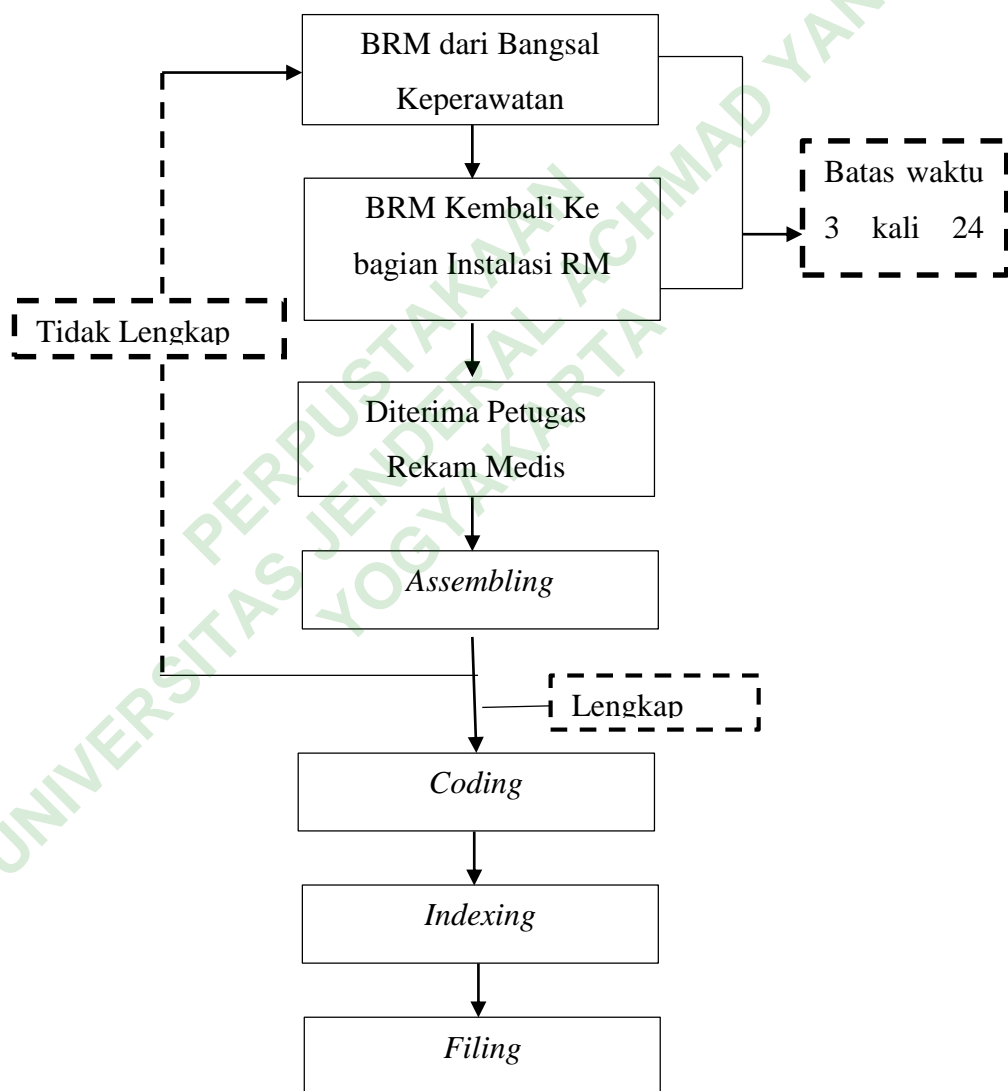 BRM dari Bangsal
Keperawatan
Batas waktu
3 kali 24
BRM Kembali Ke
bagian Instalasi RM
Tidak Lengkap
Diterima Petugas
Rekam Medis
Assembling
Lengkap
Coding
Indexing
Filing
PERPUSTAKAAN
UNIVERSITAS JENDERAL ACHMAD YAN
YOGYAKARTA